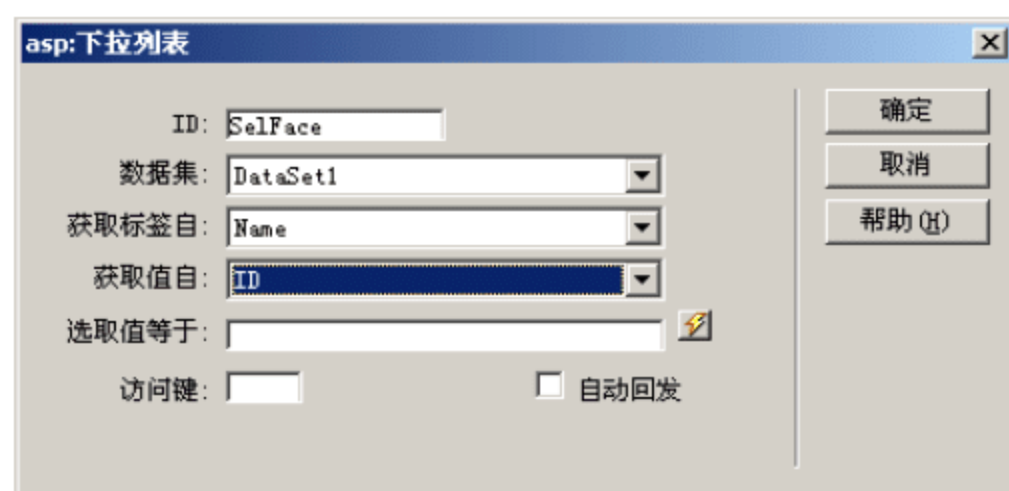 asp:下拉列表
ID: SelFace
数据集: DataSet1
获取标签自: Name
获取值自: ID
选取值等于:
访问键:
自动回发
确定
取消
帮助(H)